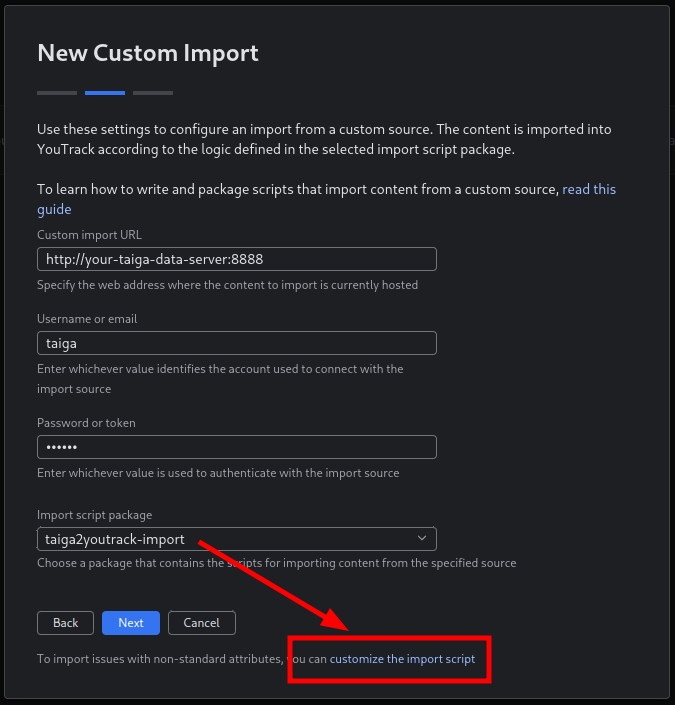 New Custom Import
Use these settings to configure an import from a custom source. The content is imported into
YouTrack according to the logic defined in the selected import script package.
To learn how to write and package scripts that import content from a custom source, read this
guide
Custom import URL
http://your-taiga-data-server:8888
Specify the web address where the content to import is currently hosted
Username or email
taiga
Enter whichever value identifies the account used to connect with the
import source
Password or token
••••••
Enter whichever value is used to authenticate with the import source
Import script package
taiga2youtrack-import
Choose a package that contains the scripts for importing content from the specified source
Back Next Cancel
To import issues with non-standard attributes, you can customize the import script